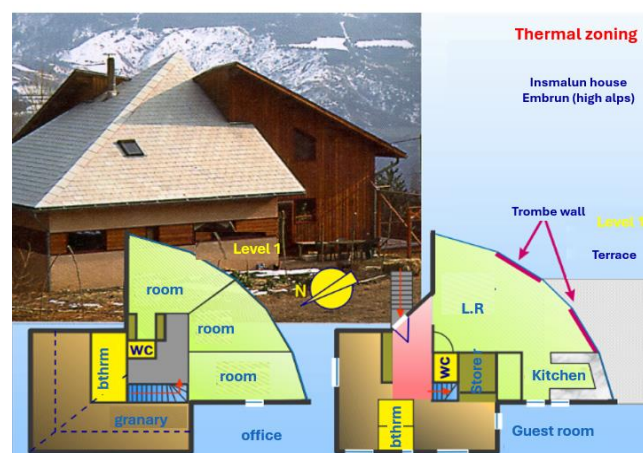 Thermal zoning
Insmalun house
Embrun (high alps)
Trombe wall
Level 1
Level 1
Terrace
N
room
L.R
room
WC
WC
Store r
bthrm
room
Kitchen
granary
office
bthrm
Guest room